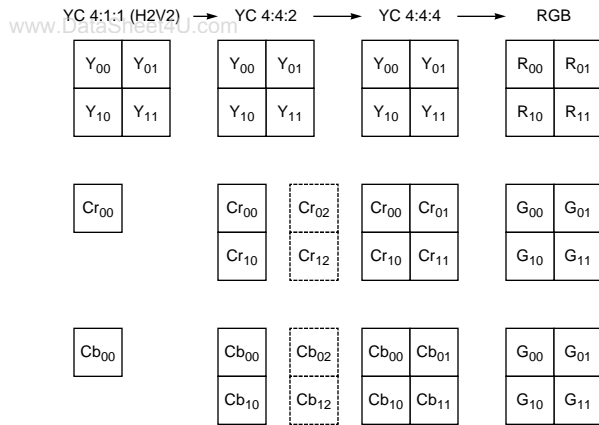 YC 4:1:1 (H2V2) → YC 4:4:2 → YC 4:4:4 → RGB
www.DataSheet4U.com
Y00 Y01 Y00 Y01 Y00 Y01 R00 R01
Y10 Y11 Y10 Y11 Y10 Y11 R10 R11
Cr00 Cr00 Cr02 Cr00 Cr01 G00 G01
Cr10 Cr12 Cr10 Cr11 G10 G11
Cb00 Cb00 Cb02 Cb00 Cb01 G00 G01
Cb10 Cb12 Cb10 Cb11 G10 G11